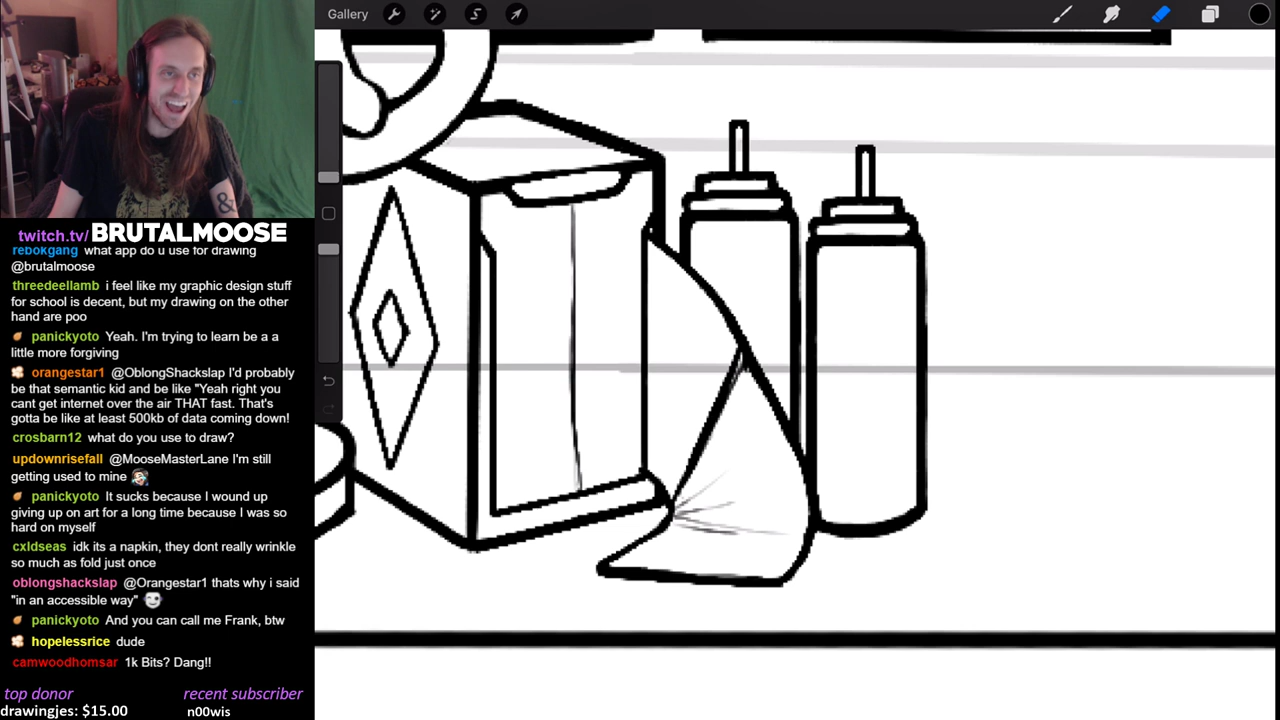 Gallery
&
twitch.tv/BRUTALMOOSE
rebokgang what app do u use for drawing
@brutalmoose
threedeellamb i feel like my graphic design stuff
for school is decent, but my drawing on the other
hand are poo
panickyoto Yeah. I'm trying to learn be a a
little more forgiving
orangestar1 @OblongShackslap I'd probably
be that semantic kid and be like "Yeah right you
cant get internet over the air THAT fast. That's
gotta be like at least 500kb of data coming down!
crosbarn12 what do you use to draw?
updownrisefall @MooseMasterLane I'm still
getting used to mine
panickyoto It sucks because I wound up
giving up on art for a long time because I was so
hard on myself
cxldseas idk its a napkin, they dont really wrinkle
so much as fold just once
oblongshackslap @Orangestar1 thats why i said
"in an accessible way"
panickyoto And you can call me Frank, btw
hopelessrice dude
camwoodhomsar 1k Bits? Dang!!
top donor recent subscriber
drawingjes: $15.00 n00wis